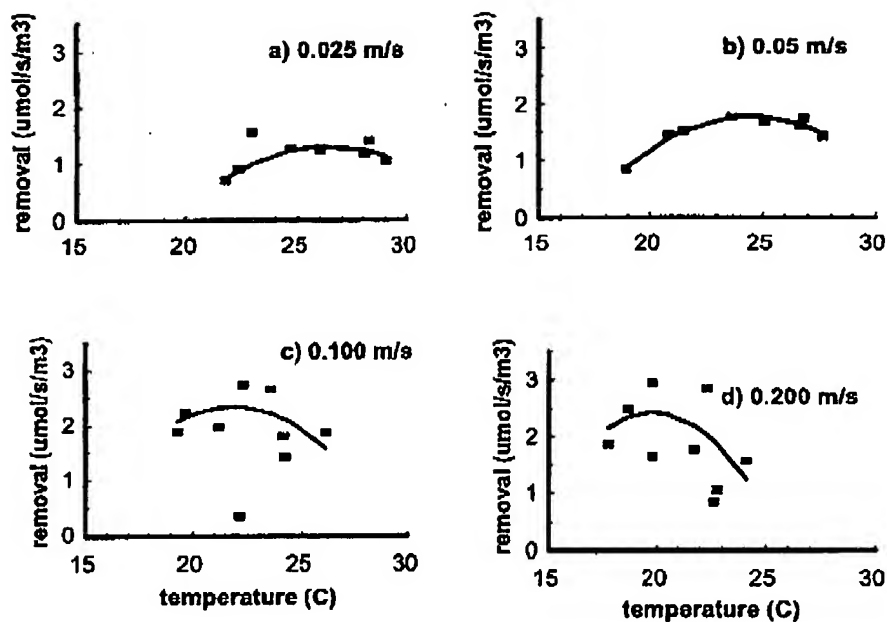 removal (umol/s/m3)
3
2
1
0
a) 0.025 m/s
15 20 25 30
removal (umol/s/m3)
3
2
1
0
b) 0.05 m/s
15 20 25 30
removal (umol/s/m3)
3
2
1
0
c) 0.100 m/s
15 20 25 30
temperature (C)
removal (umol/s/m3)
3
2
1
0
d) 0.200 m/s
15 20 25 30
temperature (C)